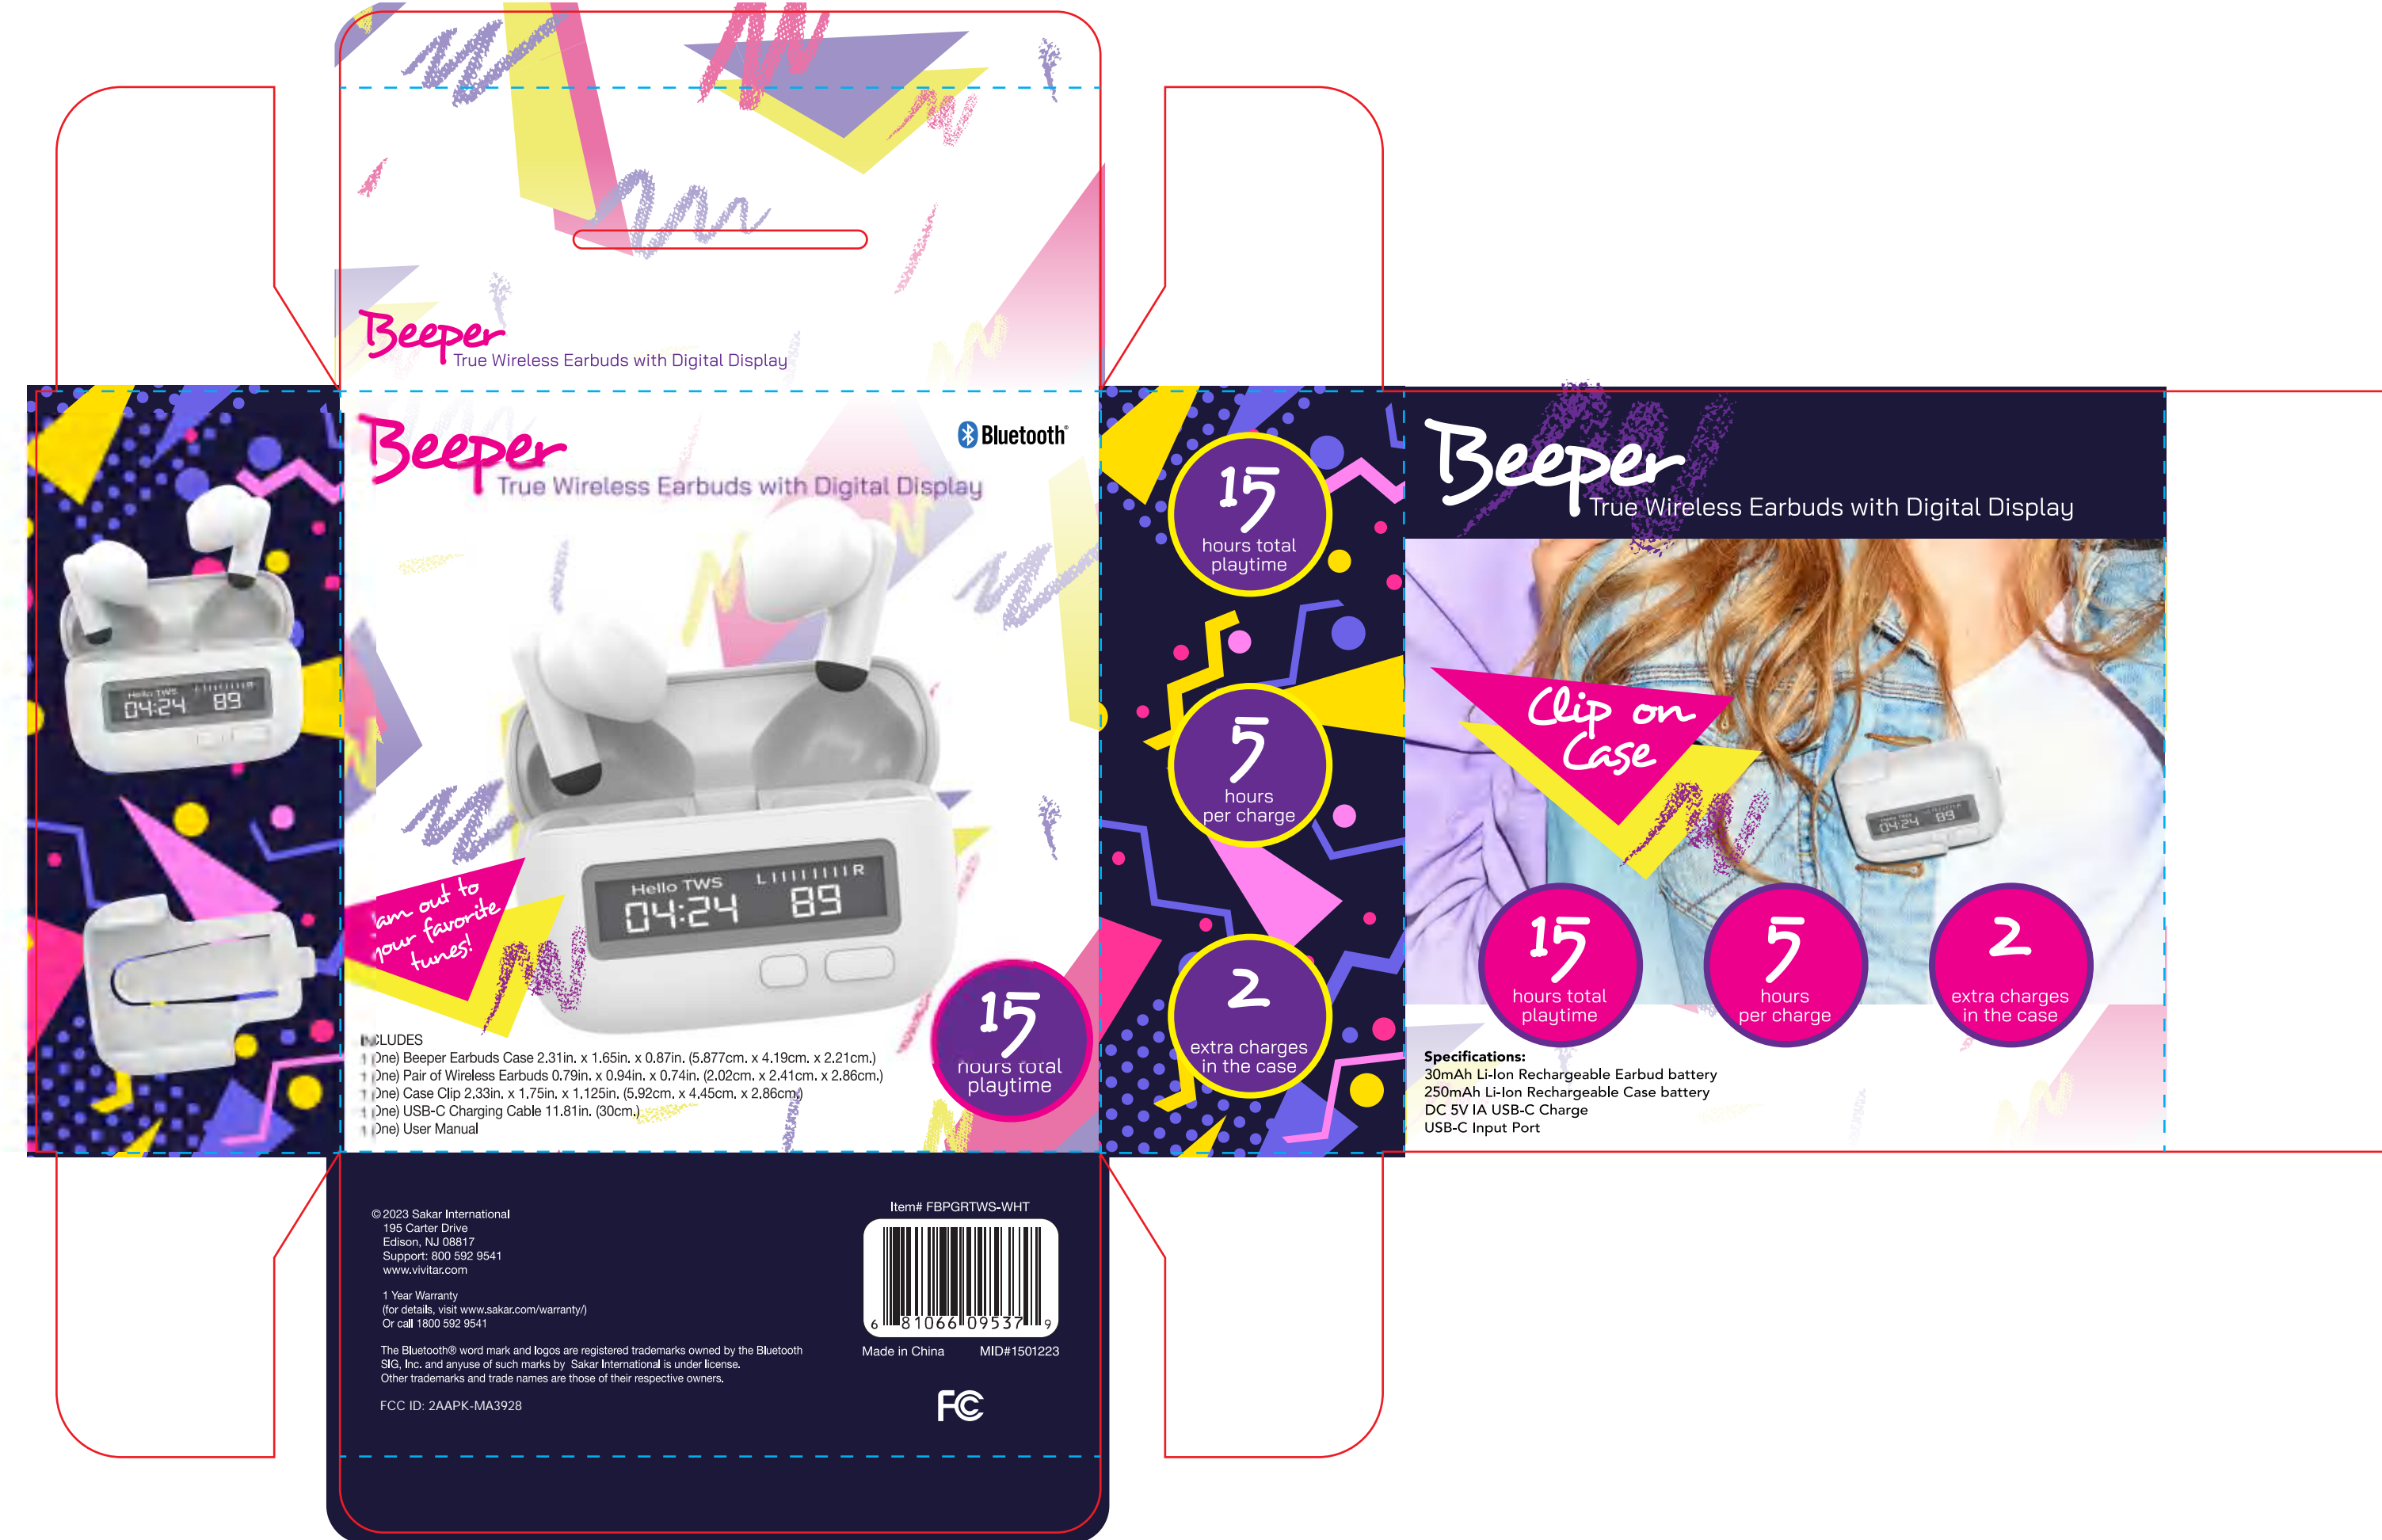 Beeper
True Wireless Earbuds with Digital Display
Beeper
True Wireless Earbuds with Digital Display
Bluetooth®
Hello TWS L R
04:24 89
Hello TWS L R
04:24 89
am out to
your favorite
tunes!
15
hours total
playtime
INCLUDES
1 (One) Beeper Earbuds Case 2.31in. x 1.65in. x 0.87in. (5.877cm. x 4.19cm. x 2.21cm.)
1 (One) Pair of Wireless Earbuds 0.79in. x 0.94in. x 0.74in. (2.02cm. x 2.41cm. x 2.86cm.)
1 (One) Case Clip 2.33in. x 1.75in. x 1.125in. (5.92cm. x 4.45cm. x 2.86cm.)
1 (One) USB-C Charging Cable 11.81in. (30cm.)
1 (One) User Manual
15
hours total
playtime
5
hours
per charge
2
extra charges
in the case
Beeper
True Wireless Earbuds with Digital Display
Clip on
Case
Hello TWS L R
04:24 89
15
hours total
playtime
5
hours
per charge
2
extra charges
in the case
Specifications:
30mAh Li-Ion Rechargeable Earbud battery
250mAh Li-Ion Rechargeable Case battery
DC 5V IA USB-C Charge
USB-C Input Port
© 2023 Sakar International
195 Carter Drive
Edison, NJ 08817
Support: 800 592 9541
www.vivitar.com
1 Year Warranty
(for details, visit www.sakar.com/warranty/)
Or call 1800 592 9541
The Bluetooth® word mark and logos are registered trademarks owned by the Bluetooth
SIG, Inc. and anyuse of such marks by Sakar International is under license.
Other trademarks and trade names are those of their respective owners.
FCC ID: 2AAPK-MA3928
Item# FBPGRTWS-WHT
6 81066 09537 9
Made in China MID#1501223
FC